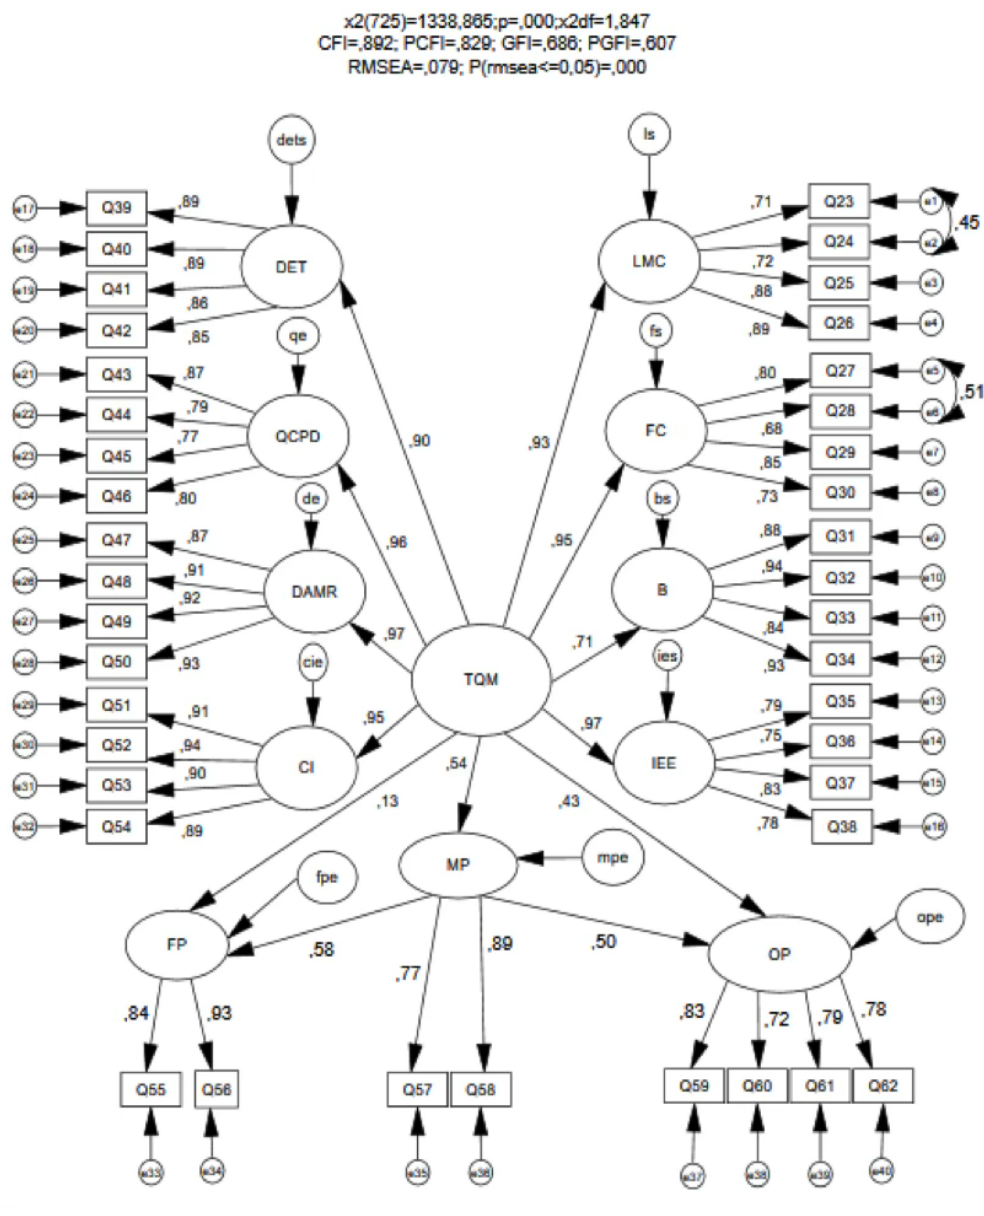 x2(725)=1338,865;p=,000;x2df=1,847
CFI=,892; PCFI=,829; GFI=,686; PGFI=,607
RMSEA=,079; P(rmsea<=0,05)=,000
dets
ls
e17 Q39 ,89
,71 Q23 e1
e18 Q40 ,89
DET
LMC
Q24 e2 ,45
e19 Q41 ,86
,72 Q25 e3
e20 Q42 ,85
,88
,89 Q26 e4
qe
fs
e21 Q43 ,87
,80 Q27 e5
e22 Q44 ,79
Q28 e6 ,51
QCPD
FC
,90
,93
e23 Q45 ,77
,68 Q29 e7
e24 Q46 ,80
,85
,73 Q30 e8
de
bs
,96
,95
e25 Q47 ,87
,88 Q31 e9
e26 Q48 ,91
,94 Q32 e10
DAMR
B
e27 Q49 ,92
,84 Q33 e11
e28 Q50 ,93
,93 Q34 e12
,97
,71
cie
ies
TQM
e29 Q51 ,91
,79 Q35 e13
,95
,97
e30 Q52 ,94
,75 Q36 e14
CI
IEE
e31 Q53 ,90
,83 Q37 e15
e32 Q54 ,89
,78 Q38 e16
,13
,54
,43
MP
mpe
fpe
ope
FP
,58
,77
,89
,50
OP
,84
,93
,83
,72
,79
,78
Q55 Q56 Q57 Q58 Q59 Q60 Q61 Q62
e33 e34 e35 e36 e37 e38 e39 e40